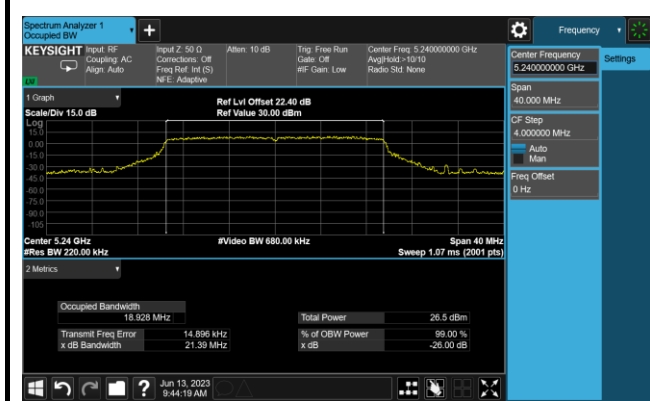 Spectrum Analyzer 1
Occupied BW
Frequency
KEYSIGHT
Input: RF
Coupling: AC
Align: Auto
Input Z: 50 Ω
Corrections: Off
Freq Ref: Int (S)
NFE: Adaptive
Atten: 10 dB
Trig: Free Run
Gate: Off
#IF Gain: Low
Center Freq: 5.240000000 GHz
Avg|Hold:>10/10
Radio Std: None
Center Frequency
5.240000000 GHz
Settings
Span
40.000 MHz
CF Step
4.000000 MHz
Auto
Man
Freq Offset
0 Hz
1 Graph
Scale/Div 15.0 dB
Ref Lvl Offset 22.40 dB
Ref Value 30.00 dBm
Log
15.0
0.00
-15.0
-30.0
-45.0
-60.0
-75.0
-90.0
-105
Center 5.24 GHz
#Res BW 220.00 kHz
#Video BW 680.00 kHz
Span 40 MHz
Sweep 1.07 ms (2001 pts)
2 Metrics
Occupied Bandwidth
18.928 MHz
Transmit Freq Error 14.896 kHz
x dB Bandwidth 21.39 MHz
Total Power 26.5 dBm
% of OBW Power 99.00 %
x dB -26.00 dB
Jun 13, 2023
9:44:19 AM